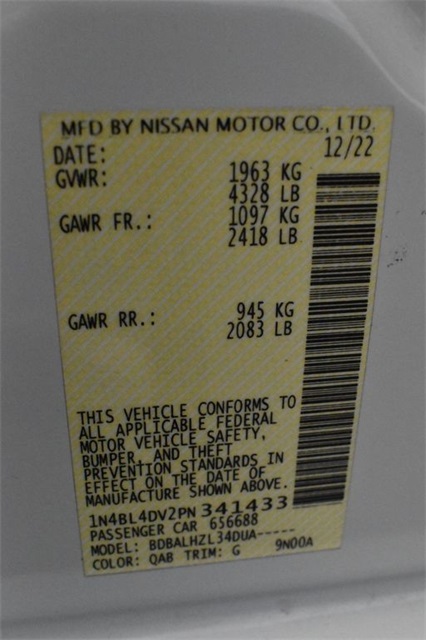 MFD BY NISSAN MOTOR CO., LTD.
DATE: 12/22
GVWR: 1963 KG
4328 LB
GAWR FR.: 1097 KG
2418 LB
GAWR RR.: 945 KG
2083 LB
THIS VEHICLE CONFORMS TO
ALL APPLICABLE FEDERAL
MOTOR VEHICLE SAFETY,
BUMPER, AND THEFT
PREVENTION STANDARDS IN
EFFECT ON THE DATE OF
MANUFACTURE SHOWN ABOVE.
1N4BL4DV2PN341433
PASSENGER CAR 656688
MODEL: BDBALHZL34DUA-----
COLOR: QAB TRIM: G 9N00A